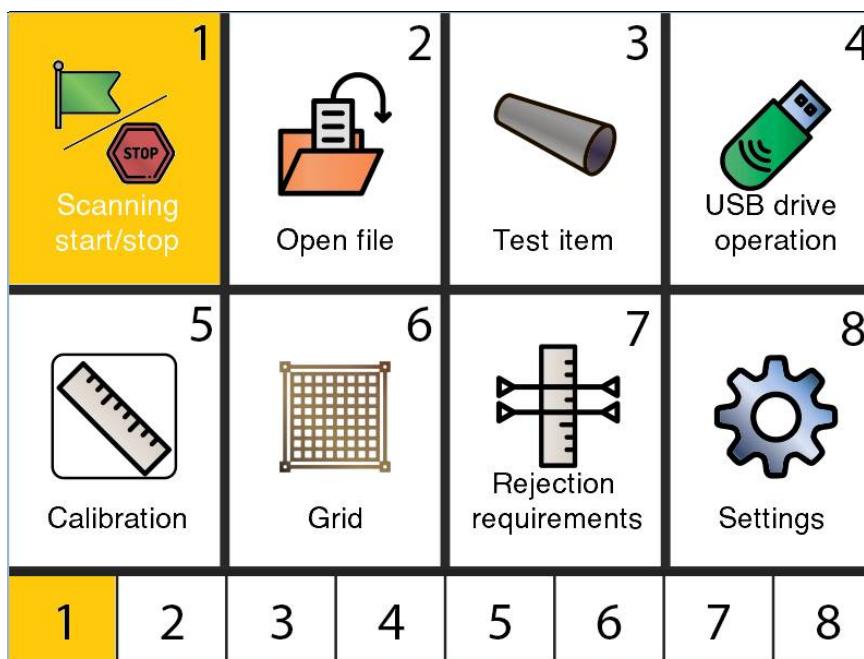 1
STOP
Scanning
start/stop
2
Open file
3
Test item
4
USB drive
operation
5
Calibration
6
Grid
7
Rejection
requirements
8
Settings
1 2 3 4 5 6 7 8